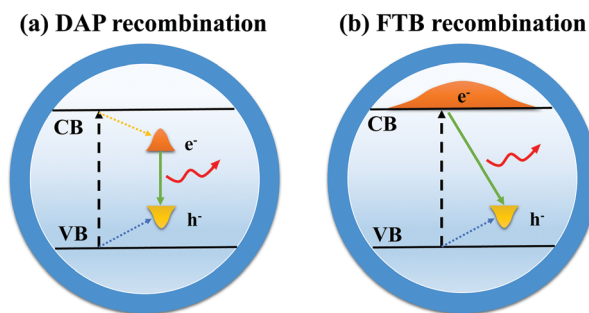 (a) DAP recombination
(b) FTB recombination
CB
e-
h-
VB
e-
CB
h-
VB